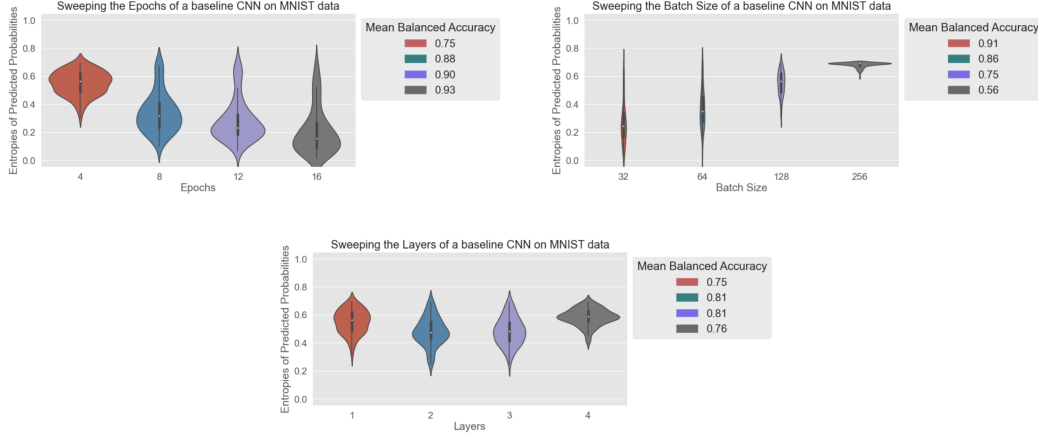 Sweeping the Epochs of a baseline CNN on MNIST data
Entropies of Predicted Probabilities
1.0
0.8
0.6
0.4
0.2
0.0
4 8 12 16
Epochs
Mean Balanced Accuracy
0.75
0.88
0.90
0.93
Sweeping the Batch Size of a baseline CNN on MNIST data
Entropies of Predicted Probabilities
1.0
0.8
0.6
0.4
0.2
0.0
32 64 128 256
Batch Size
Mean Balanced Accuracy
0.91
0.86
0.75
0.56
Sweeping the Layers of a baseline CNN on MNIST data
Entropies of Predicted Probabilities
1.0
0.8
0.6
0.4
0.2
0.0
1 2 3 4
Layers
Mean Balanced Accuracy
0.75
0.81
0.81
0.76